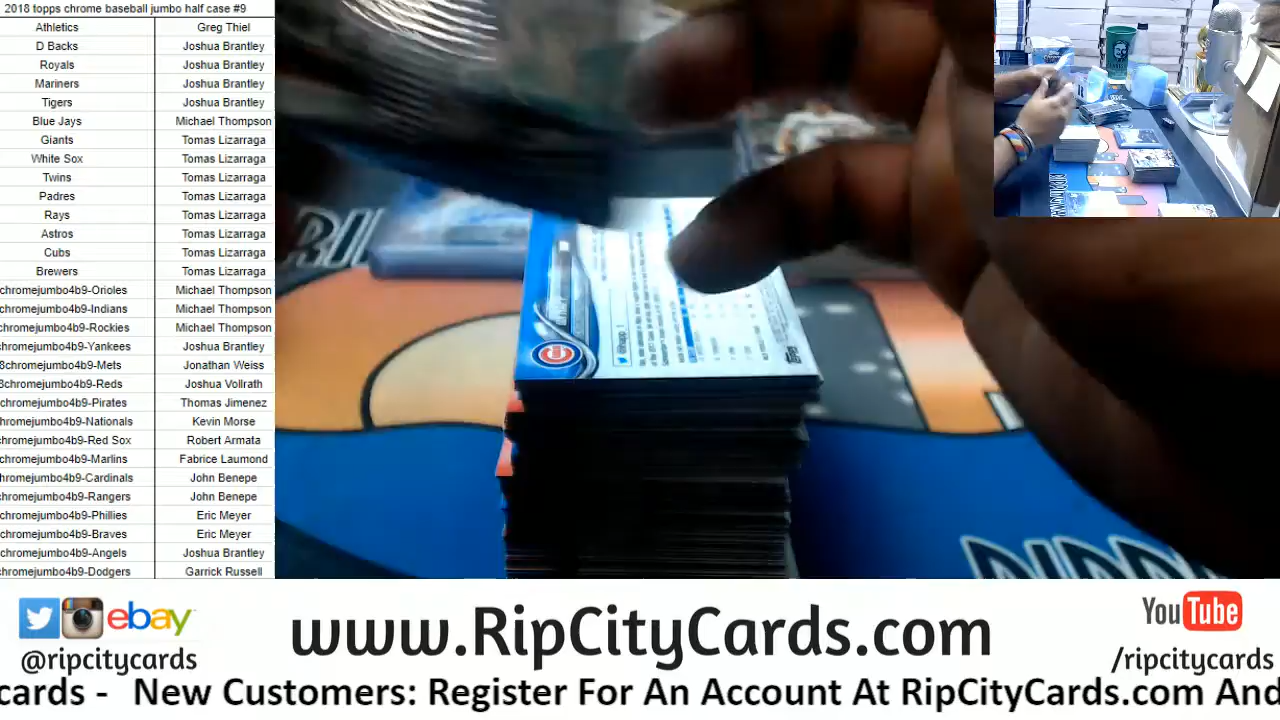 2018 topps chrome baseball jumbo half case #9
Athletics Greg Thiel
D Backs Joshua Brantley
Royals Joshua Brantley
Mariners Joshua Brantley
Tigers Joshua Brantley
Blue Jays Michael Thompson
Giants Tomas Lizarraga
White Sox Tomas Lizarraga
Twins Tomas Lizarraga
Padres Tomas Lizarraga
Rays Tomas Lizarraga
Astros Tomas Lizarraga
Cubs Tomas Lizarraga
Brewers Tomas Lizarraga
chromejumbo4b9-Orioles Michael Thompson
chromejumbo4b9-Indians Michael Thompson
chromejumbo4b9-Rockies Michael Thompson
chromejumbo4b9-Yankees Joshua Brantley
8chromejumbo4b9-Mets Jonathan Weiss
8chromejumbo4b9-Reds Joshua Vollrath
chromejumbo4b9-Pirates Thomas Jimenez
hromejumbo4b9-Nationals Kevin Morse
hromejumbo4b9-Red Sox Robert Armata
chromejumbo4b9-Marlins Fabrice Laumond
hromejumbo4b9-Cardinals John Benepe
chromejumbo4b9-Rangers John Benepe
chromejumbo4b9-Phillies Eric Meyer
chromejumbo4b9-Braves Eric Meyer
chromejumbo4b9-Angels Joshua Brantley
chromejumbo4b9-Dodgers Garrick Russell
Topps
ebay
@ripcitycards
www.RipCityCards.com
YouTube
/ripcitycards
cards - New Customers: Register For An Account At RipCityCards.com And